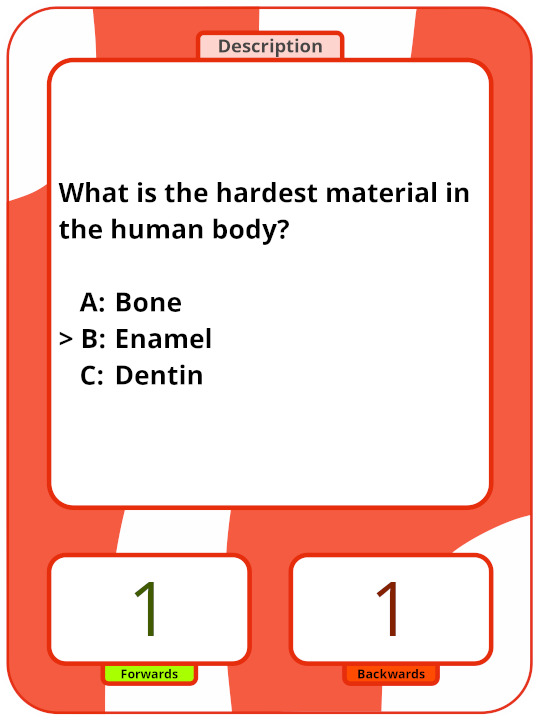 Description
What is the hardest material in
the human body?
A: Bone
> B: Enamel
C: Dentin
1
1
Forwards
Backwards